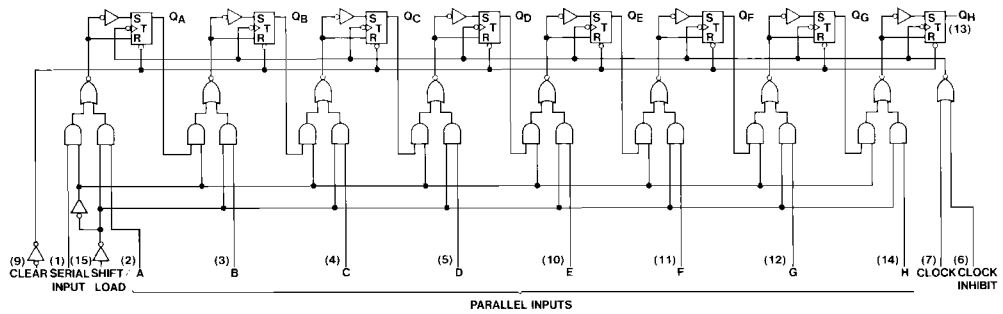 QA QB QC QD QE QF QG QH
S S S S S S S S
T T T T T T T T (13)
R R R R R R R R
(9) (1) (15) (2) (3) (4) (5) (10) (11) (12) (14) (7) (6)
CLEAR SERIAL SHIFT/ A B C D E F G H CLOCK CLOCK
INPUT LOAD INHIBIT
PARALLEL INPUTS